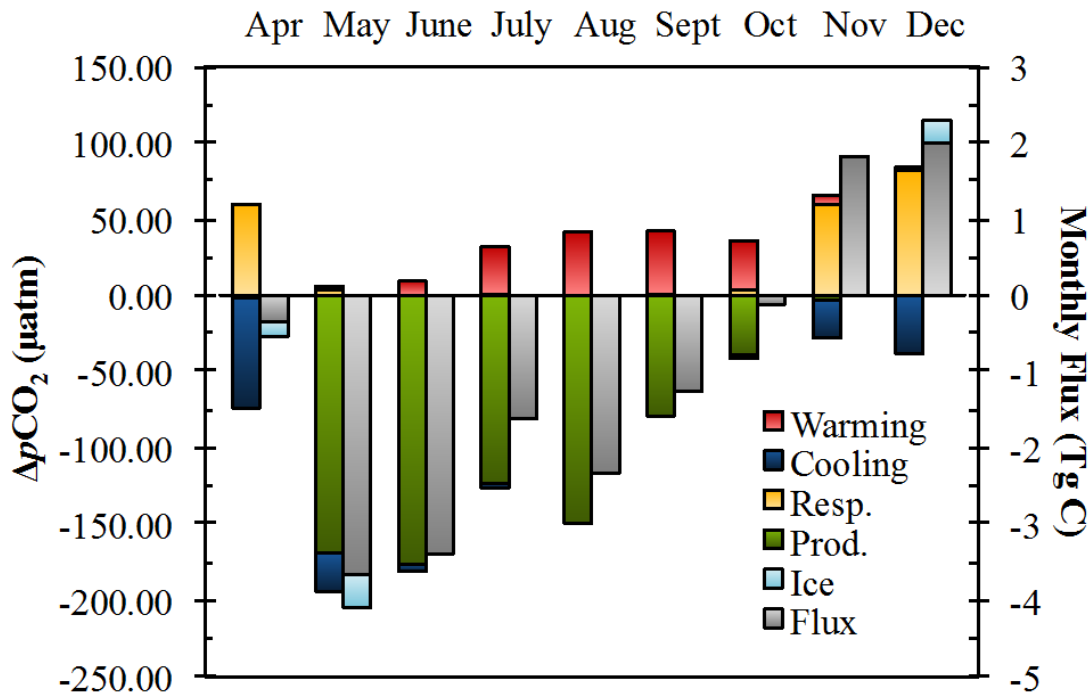 Apr May June July Aug Sept Oct Nov Dec
150.00
100.00
50.00
0.00
-50.00
-100.00
-150.00
-200.00
-250.00
ΔpCO₂ (µatm)
3
2
1
0
-1
-2
-3
-4
-5
Monthly Flux (Tg C)
Warming
Cooling
Resp.
Prod.
Ice
Flux